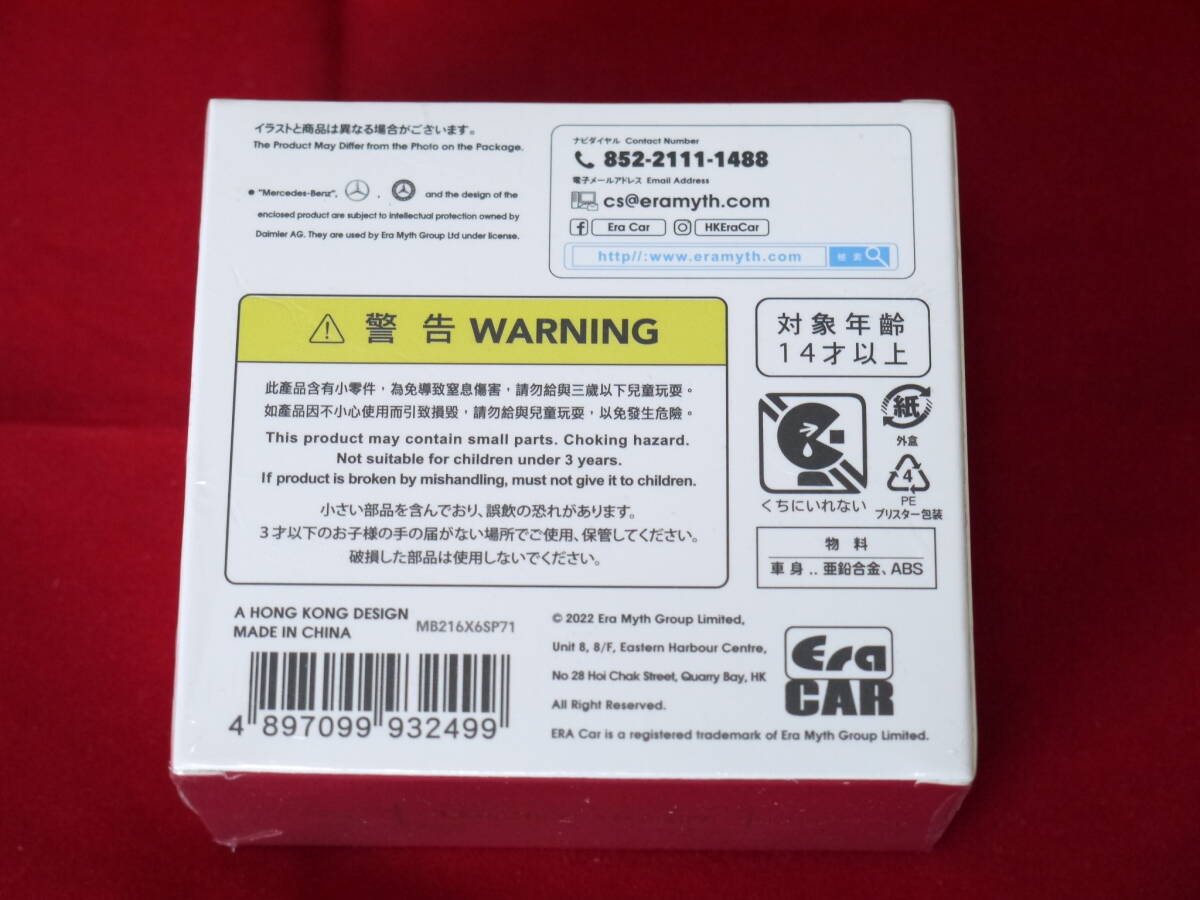 イラストと商品は異なる場合がございます。
The Product May Differ from the Photo on the Package.
● "Mercedes-Benz", , and the design of the
enclosed product are subject to intellectual protection owned by
Daimler AG. They are used by Era Myth Group Ltd under license.
ナビダイヤル Contact Number
852-2111-1488
電子メールアドレス Email Address
cs@eramyth.com
Era Car HKEraCar
http//:www.eramyth.com 検索
警告 WARNING
此產品含有小零件，為免導致窒息傷害，請勿給與三歲以下兒童玩耍。
如產品因不小心使用而引致損毀，請勿給與兒童玩耍，以免發生危險。
This product may contain small parts. Choking hazard.
Not suitable for children under 3 years.
If product is broken by mishandling, must not give it to children.
小さい部品を含んでおり、誤飲の恐れがあります。
3才以下のお子様の手の届がない場所でご使用、保管してください。
破損した部品は使用しないでください。
対象年齢
14才以上
くちにいれない
紙
外盒
4
PE
ブリスター包装
物料
車身..亜鉛合金、ABS
A HONG KONG DESIGN
MADE IN CHINA
MB216X6SP71
4 897099 932499
© 2022 Era Myth Group Limited,
Unit 8, 8/F, Eastern Harbour Centre,
No 28 Hoi Chak Street, Quarry Bay, HK
All Right Reserved.
ERA Car is a registered trademark of Era Myth Group Limited.
Era
CAR